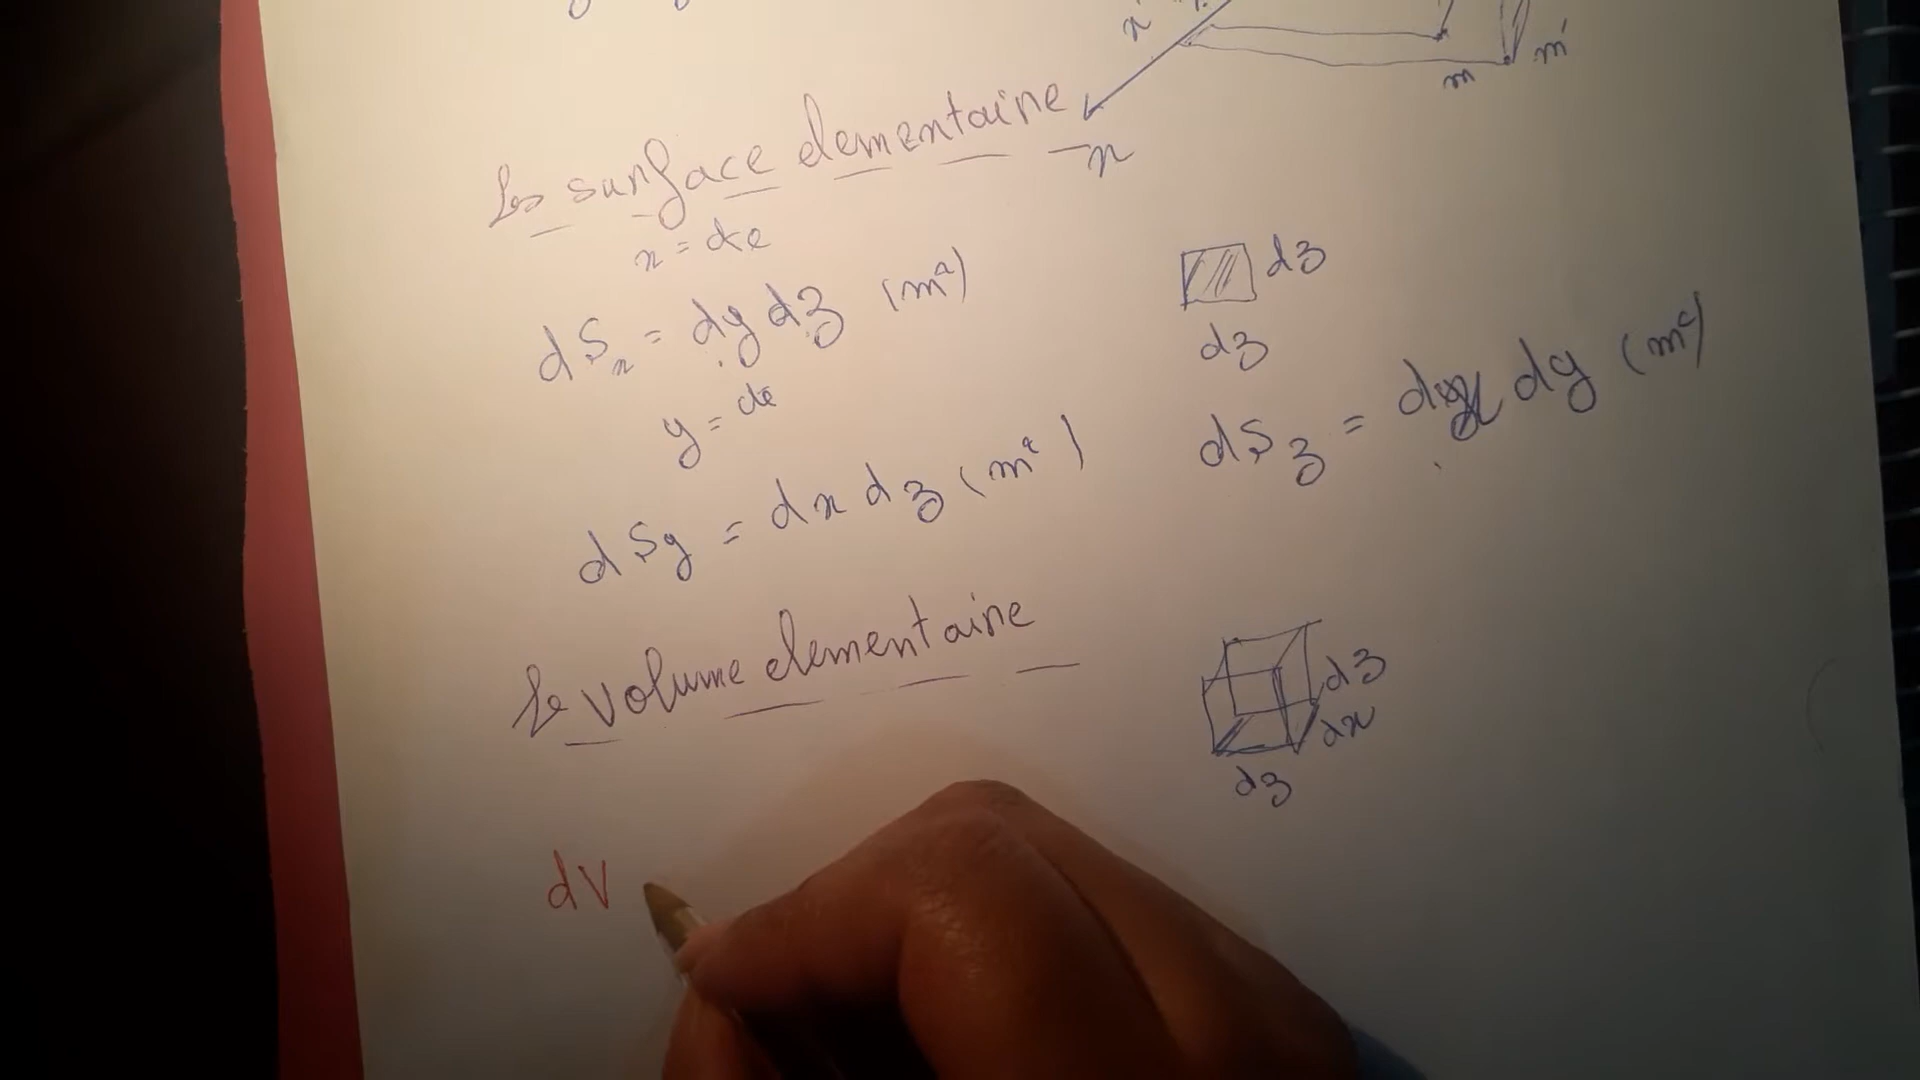 x'
m m'
x
Les surface elementaire
x = cte
dSx = dy dz (m²)
dz
dz
y = cte
dSz = dx dy (m²)
dSy = dx dz (m²)
Le volume elementaire
dz
dx
dz
dV